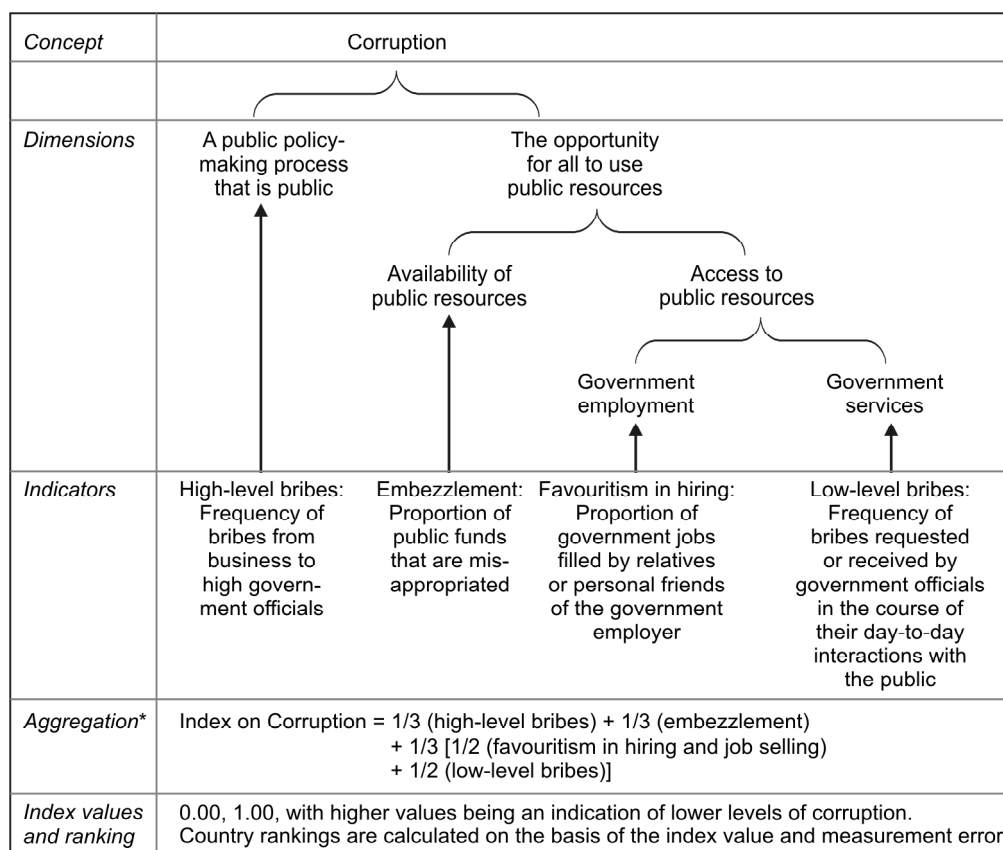 Concept
Corruption
Dimensions
A public policy-
making process
that is public
The opportunity
for all to use
public resources
Availability of
public resources
Access to
public resources
Government
employment
Government
services
Indicators
High-level bribes:
Frequency of
bribes from
business to
high govern-
ment officials
Embezzlement:
Proportion of
public funds
that are mis-
appropriated
Favouritism in hiring:
Proportion of
government jobs
filled by relatives
or personal friends
of the government
employer
Low-level bribes:
Frequency of
bribes requested
or received by
government officials
in the course of
their day-to-day
interactions with
the public
Aggregation*
Index on Corruption = 1/3 (high-level bribes) + 1/3 (embezzlement)
+ 1/3 [1/2 (favouritism in hiring and job selling)
+ 1/2 (low-level bribes)]
Index values
and ranking
0.00, 1.00, with higher values being an indication of lower levels of corruption.
Country rankings are calculated on the basis of the index value and measurement error